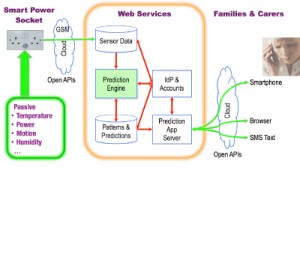 Smart Power
Socket
Web Services
Families & Carers
GSM
Cloud
Open APIs
Sensor Data
Prediction
Engine
IdP &
Accounts
Patterns &
Predictions
Prediction
App
Server
Cloud
Open APIs
Smartphone
Browser
SMS Text
Passive
• Temperature
• Power
• Motion
• Humidity
...